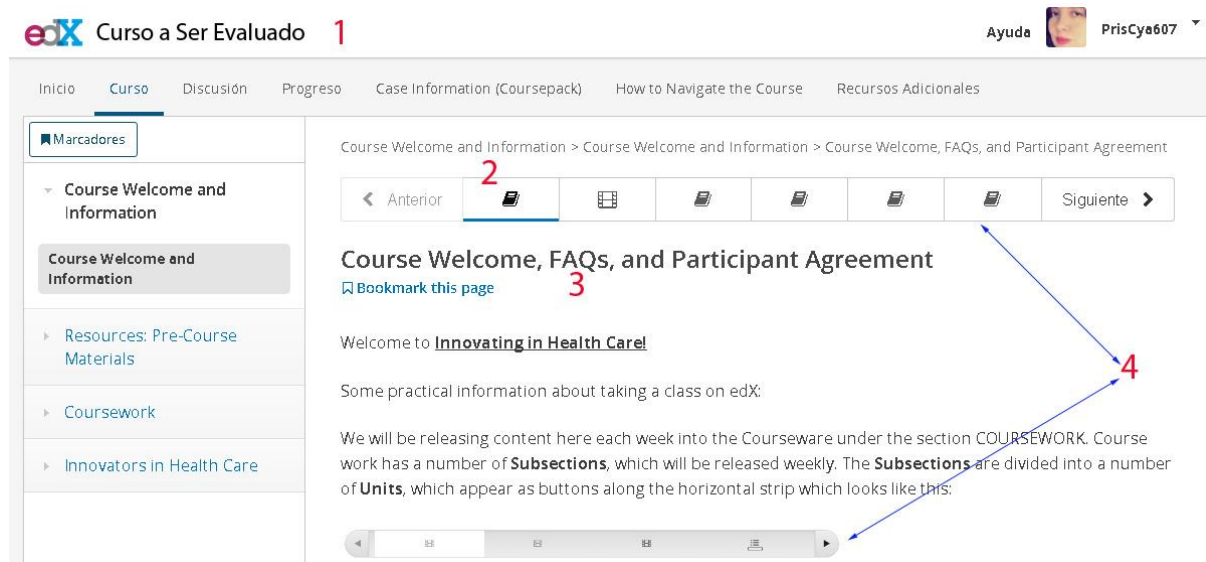 edX Curso a Ser Evaluado 1 Ayuda PrisCya607
Inicio Curso Discusión Progreso Case Information (Coursepack) How to Navigate the Course Recursos Adicionales
Marcadores
Course Welcome and
Information
Course Welcome and
Information
Resources: Pre-Course
Materials
Coursework
Innovators in Health Care
Course Welcome and Information > Course Welcome and Information > Course Welcome, FAQs, and Participant Agreement
2
Anterior Siguiente
Course Welcome, FAQs, and Participant Agreement
Bookmark this page 3
Welcome to Innovating in Health Care!
4
Some practical information about taking a class on edX:
We will be releasing content here each week into the Courseware under the section COURSEWORK. Course
work has a number of Subsections, which will be released weekly. The Subsections are divided into a number
of Units, which appear as buttons along the horizontal strip which looks like this: